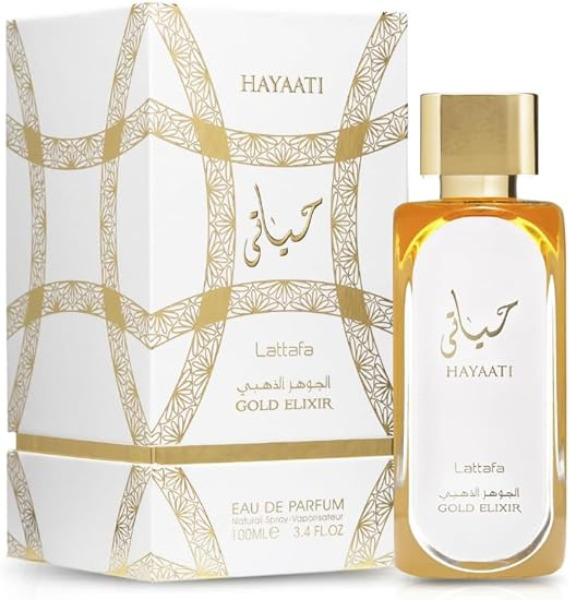 HAYAATI
حياتي
Lattafa
الجوهر الذهبي
GOLD ELIXIR
EAU DE PARFUM
Natural Spray-Vaporisateur
100ML℮ 3.4 FL.OZ
حياتي
HAYAATI
Lattafa
الجوهر الذهبي
GOLD ELIXIR